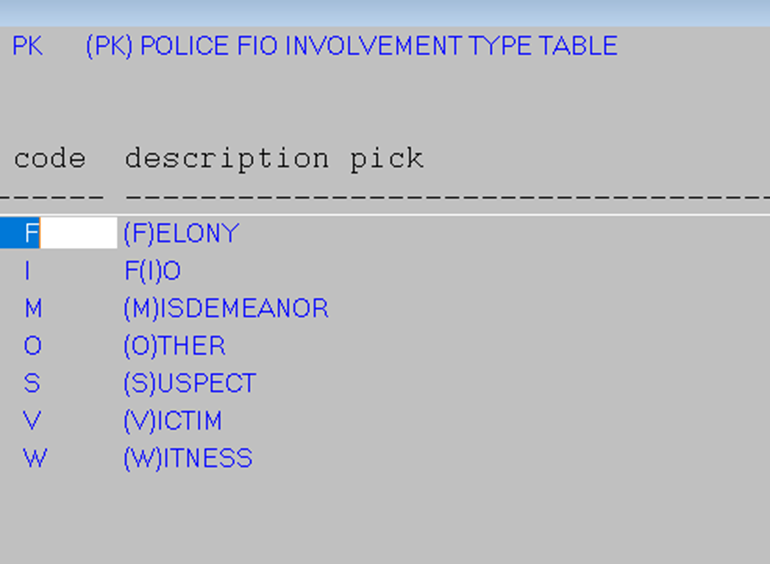 PK (PK) POLICE FIO INVOLVEMENT TYPE TABLE
code description pick
------ ----------------------------------
F (F)ELONY
I F(I)O
M (M)ISDEMEANOR
O (O)THER
S (S)USPECT
V (V)ICTIM
W (W)ITNESS